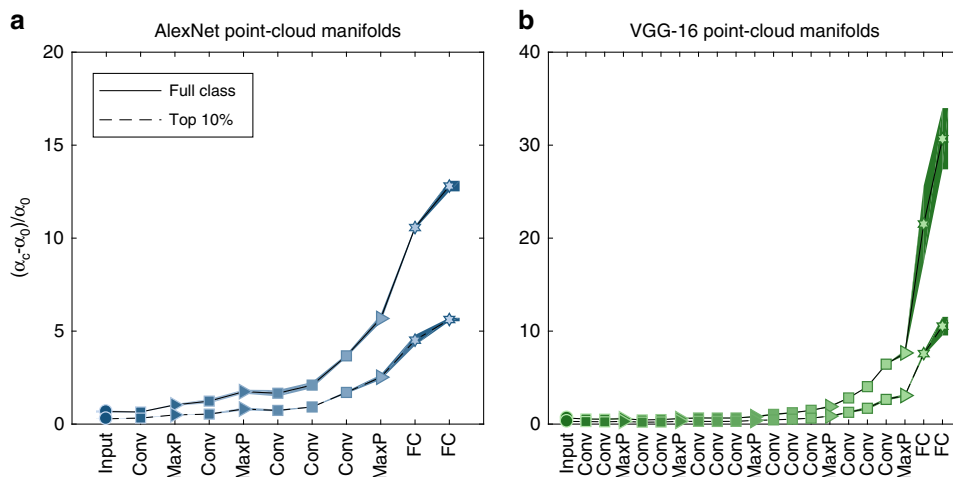 a
AlexNet point-cloud manifolds
20
15
10
5
0
(αc-α0)/α0
Full class
Top 10%
Input
Conv
MaxP
Conv
MaxP
Conv
Conv
Conv
MaxP
FC
FC
b
VGG-16 point-cloud manifolds
40
30
20
10
0
Input
Conv
Conv
MaxP
Conv
Conv
MaxP
Conv
Conv
Conv
MaxP
Conv
Conv
Conv
MaxP
Conv
Conv
Conv
MaxP
FC
FC